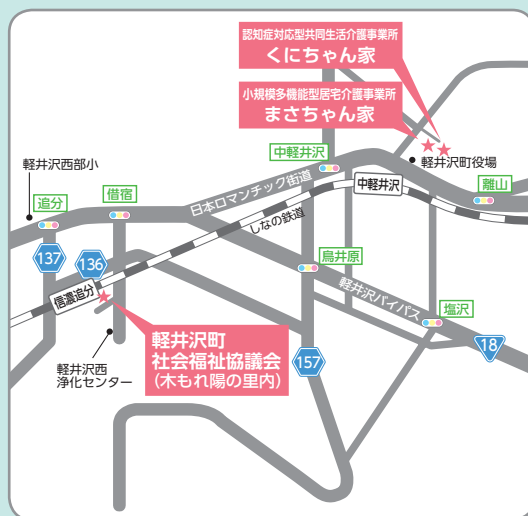 認知症対応型共同生活介護事業所
くにちゃん家
小規模多機能型居宅介護事業所
まさちゃん家
軽井沢町役場
中軽井沢
軽井沢西部小
借宿
追分
日本ロマンチック街道
中軽井沢
離山
しなの鉄道
137
136
信濃追分
鳥井原
軽井沢バイパス
塩沢
軽井沢町
社会福祉協議会
(木もれ陽の里内)
軽井沢西
浄化センター
157
18